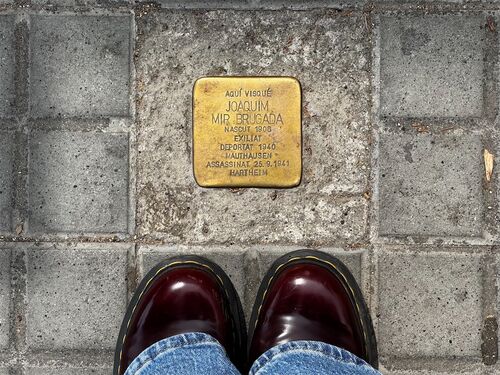 AQUÍ VISQUÉ
JOAQUIM
MIR BRUGADA
NASCUT 1908
EXILIAT
DEPORTAT 1940
MAUTHAUSEN
ASSASSINAT 25.9.1941
HARTHEIM